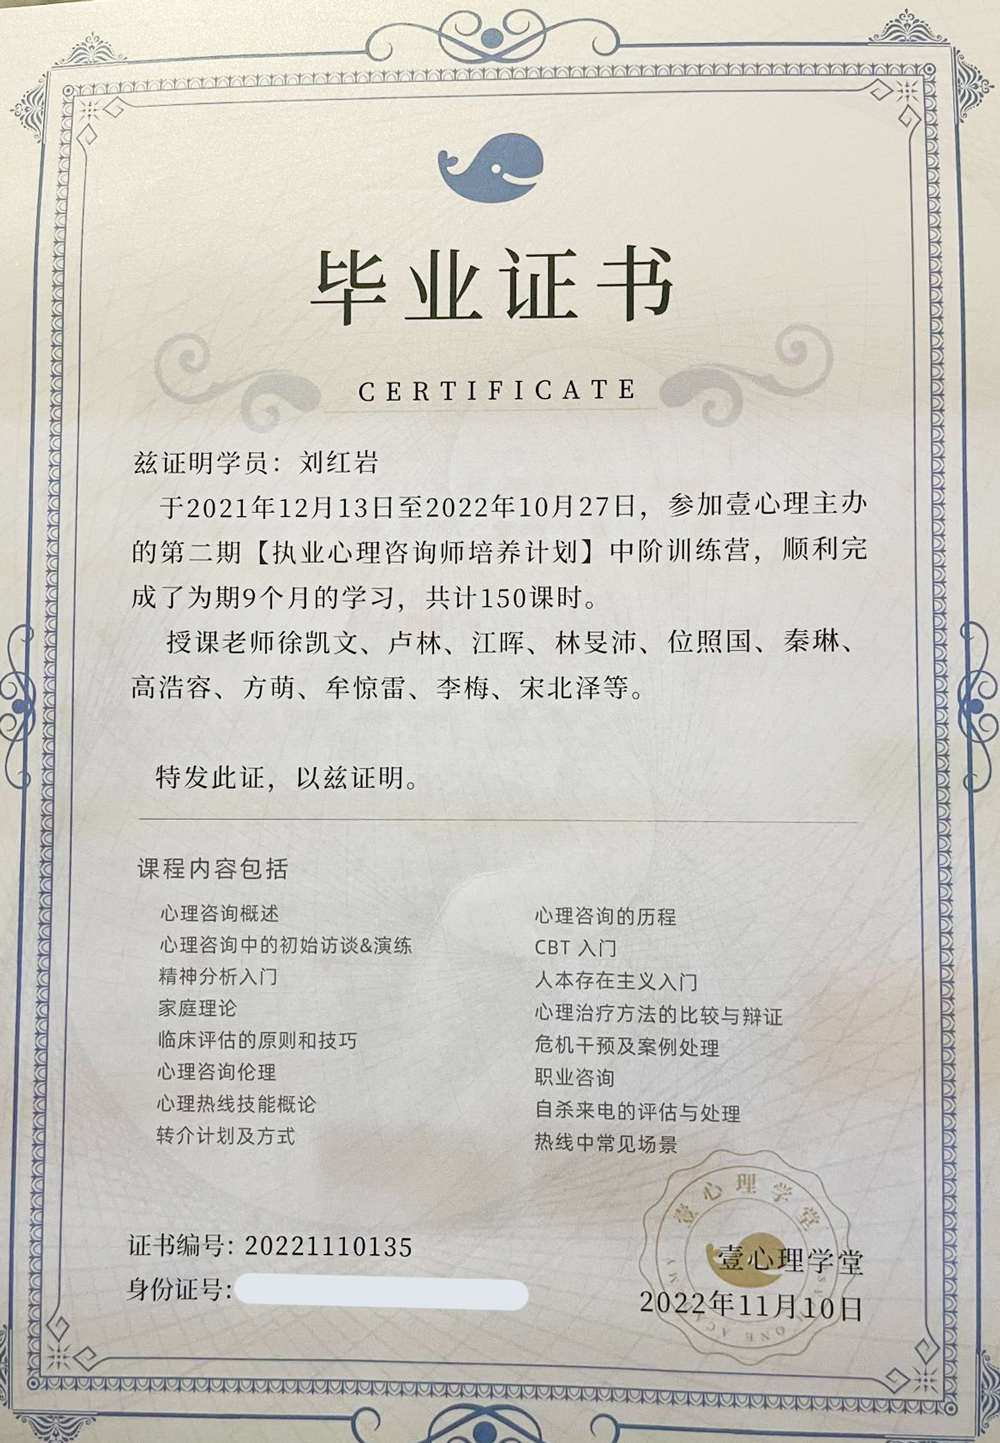 毕业证书
CERTIFICATE
兹证明学员：刘红岩
于2021年12月13日至2022年10月27日，参加壹心理主办
的第二期【执业心理咨询师培养计划】中阶训练营，顺利完
成了为期9个月的学习，共计150课时。
授课老师徐凯文、卢林、江晖、林旻沛、位照国、秦琳、
高浩容、方萌、牟惊雷、李梅、宋北泽等。
特发此证，以兹证明。
课程内容包括
心理咨询概述
心理咨询中的初始访谈&演练
精神分析入门
家庭理论
临床评估的原则和技巧
心理咨询伦理
心理热线技能概论
转介计划及方式
心理咨询的历程
CBT 入门
人本存在主义入门
心理治疗方法的比较与辩证
危机干预及案例处理
职业咨询
自杀来电的评估与处理
热线中常见场景
证书编号：20221110135
身份证号：
壹心理学堂
壹心理学堂
2022年11月10日